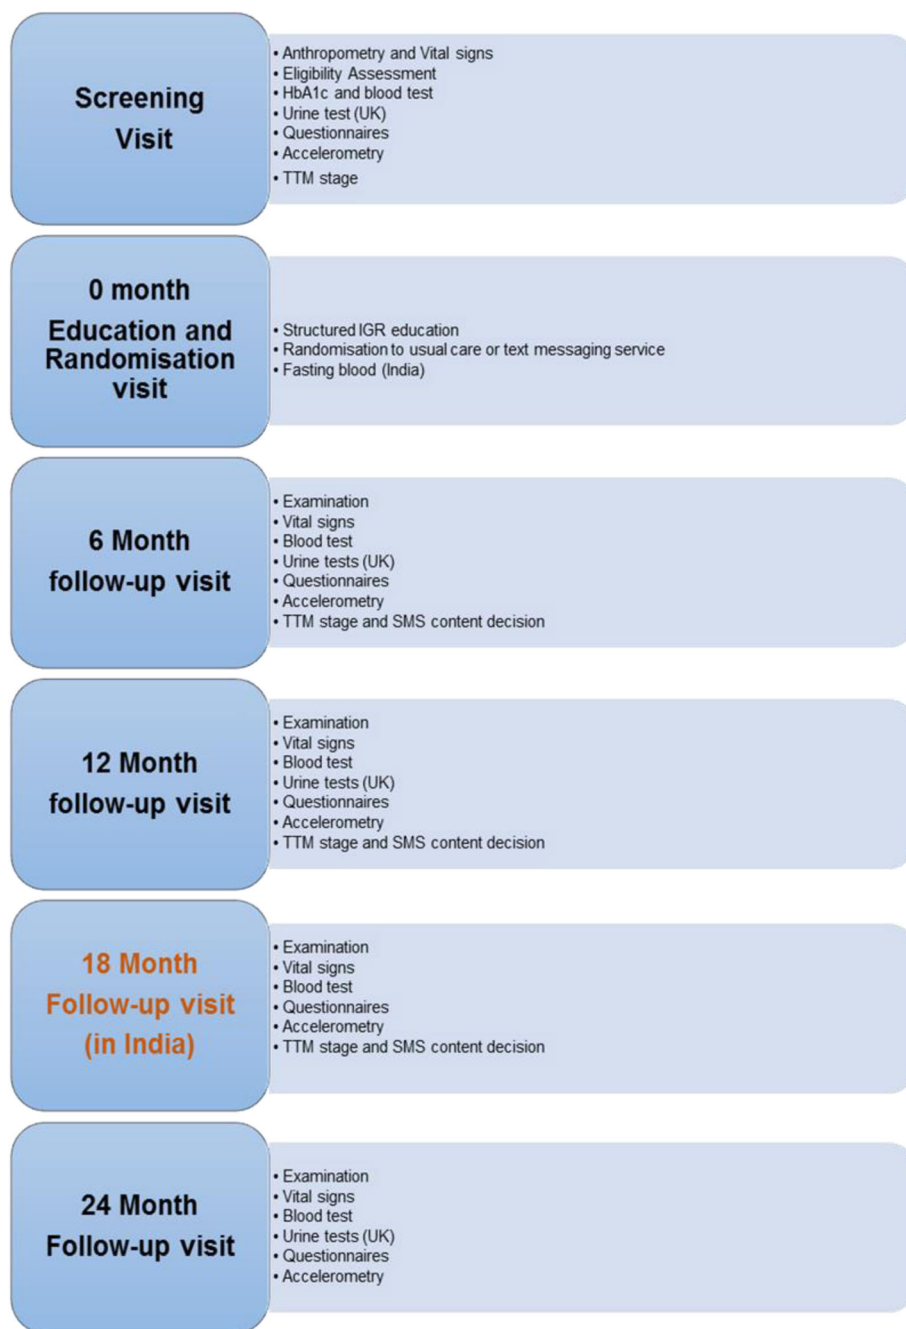 Screening
Visit
• Anthropometry and Vital signs
• Eligibility Assessment
• HbA1c and blood test
• Urine test (UK)
• Questionnaires
• Accelerometry
• TTM stage
0 month
Education and
Randomisation
visit
• Structured IGR education
• Randomisation to usual care or text messaging service
• Fasting blood (India)
6 Month
follow-up visit
• Examination
• Vital signs
• Blood test
• Urine tests (UK)
• Questionnaires
• Accelerometry
• TTM stage and SMS content decision
12 Month
follow-up visit
• Examination
• Vital signs
• Blood test
• Urine tests (UK)
• Questionnaires
• Accelerometry
• TTM stage and SMS content decision
18 Month
Follow-up visit
(in India)
• Examination
• Vital signs
• Blood test
• Questionnaires
• Accelerometry
• TTM stage and SMS content decision
24 Month
Follow-up visit
• Examination
• Vital signs
• Blood test
• Urine tests (UK)
• Questionnaires
• Accelerometry